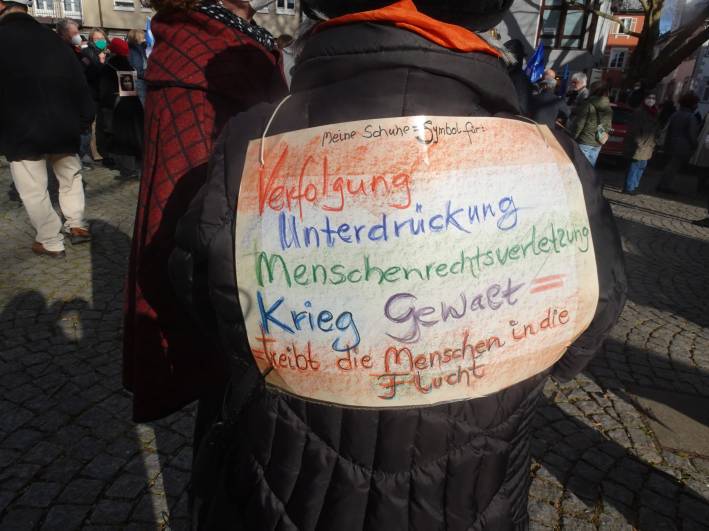 Meine Schuhe = Symbol für:
Verfolgung
Unterdrückung
Menschenrechtsverletzung
Krieg Gewalt =
= treibt die Menschen in die
Flucht